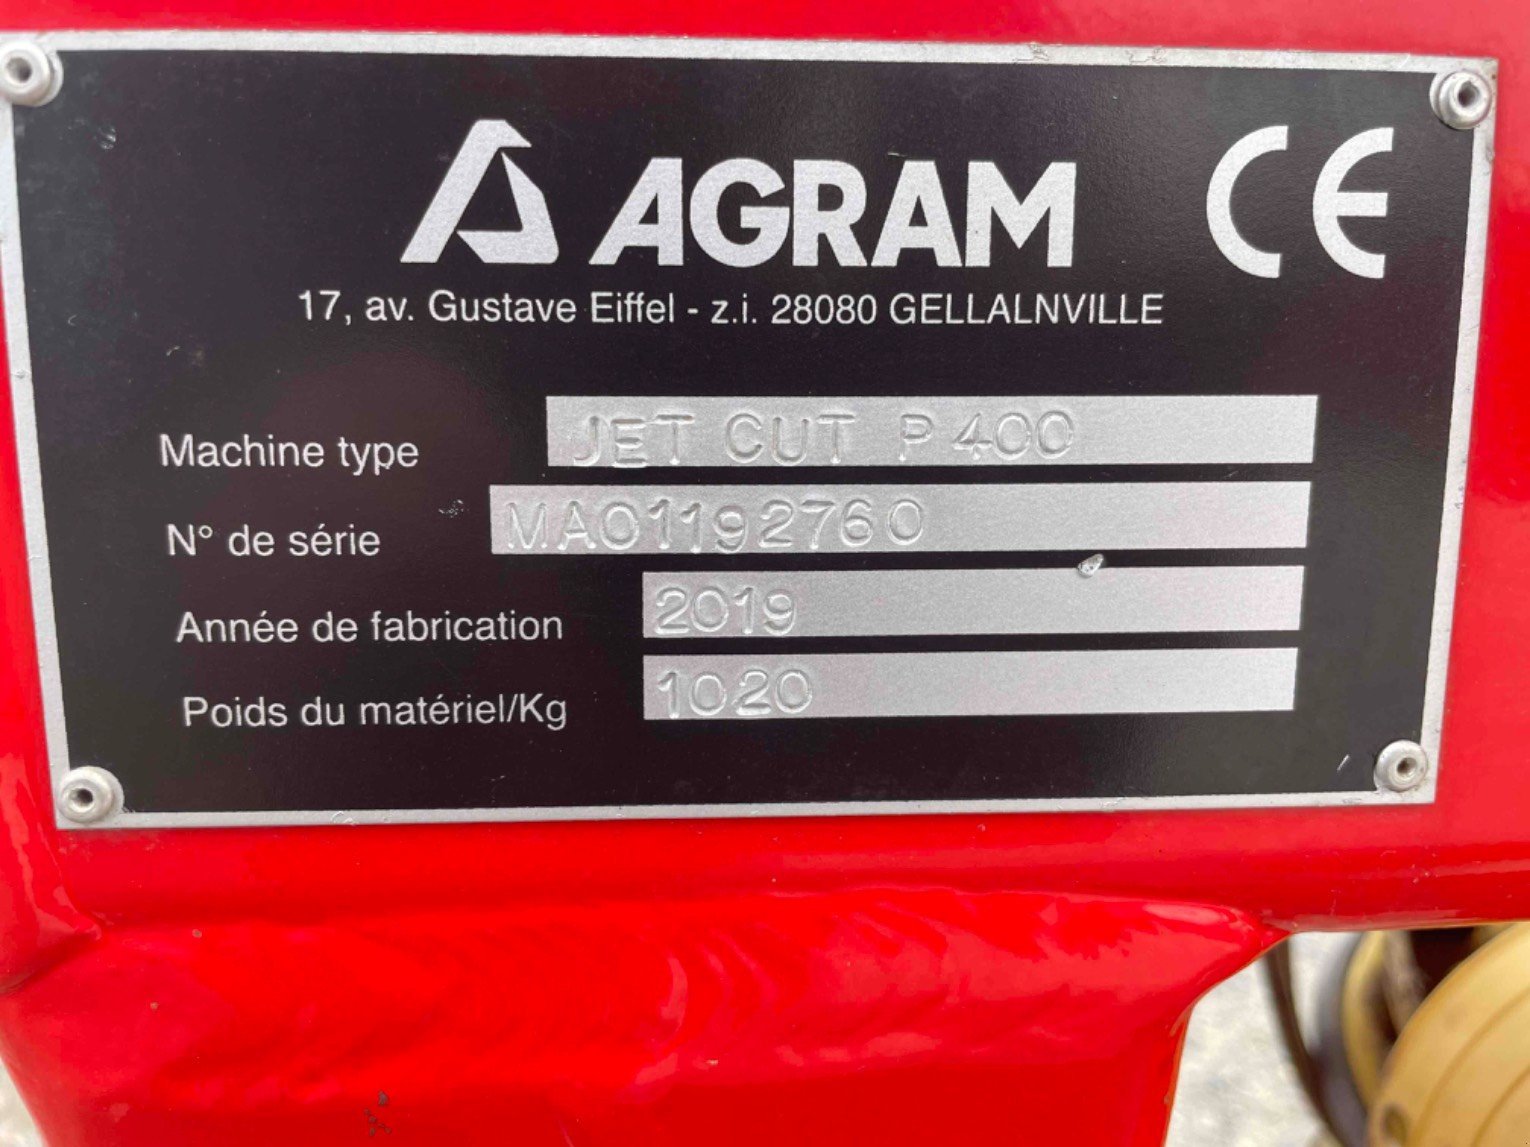 AGRAM CE
17, av. Gustave Eiffel - z.i. 28080 GELLALNVILLE
Machine type JET CUT P400
N° de série MA01192760
Année de fabrication 2019
Poids du matériel/Kg 1020